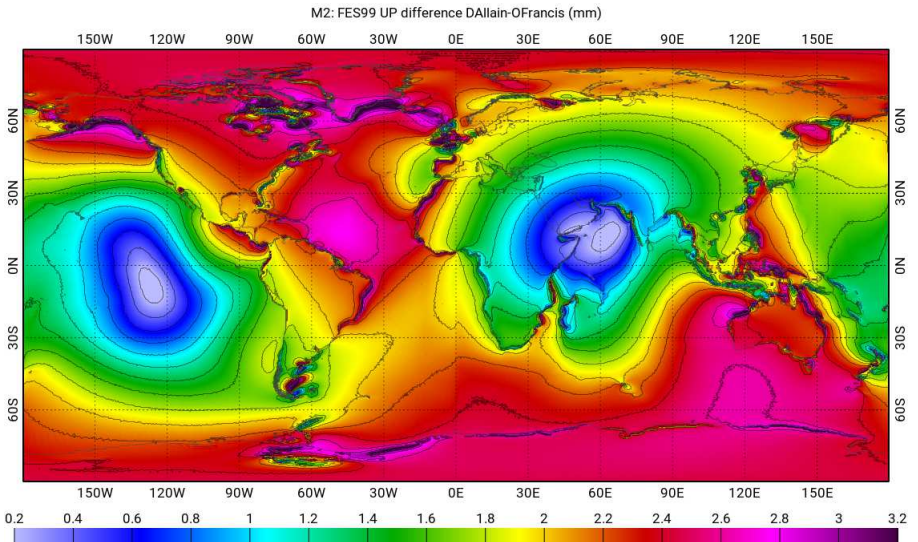 M2: FES99 UP difference DAllain-OFrancis (mm)
150W 120W 90W 60W 30W 0E 30E 60E 90E 120E 150E
60N 60N
30N 30N
0N 0N
30S 30S
60S 60S
150W 120W 90W 60W 30W 0E 30E 60E 90E 120E 150E
0.2 0.4 0.6 0.8 1 1.2 1.4 1.6 1.8 2 2.2 2.4 2.6 2.8 3 3.2